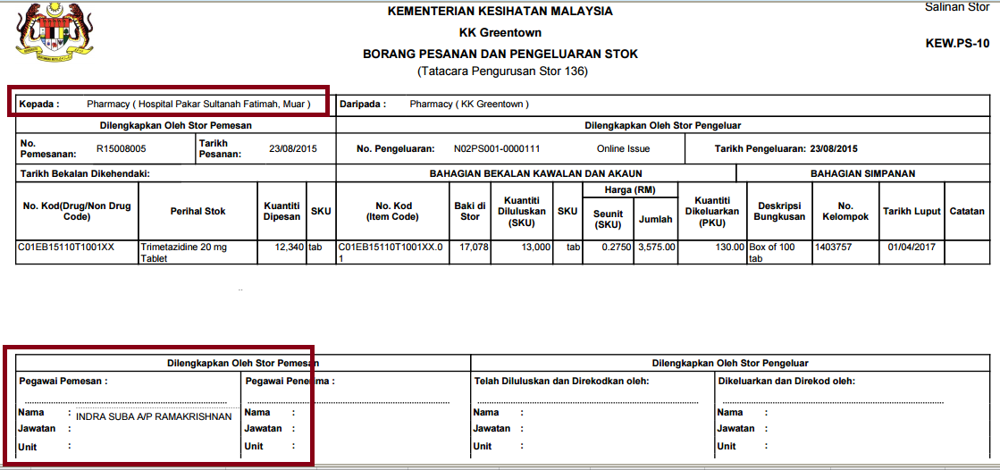 Salinan Stor
KEMENTERIAN KESIHATAN MALAYSIA
KK Greentown
KEW.PS-10
BORANG PESANAN DAN PENGELUARAN STOK
(Tatacara Pengurusan Stor 136)
Kepada : Pharmacy ( Hospital Pakar Sultanah Fatimah, Muar ) Daripada : Pharmacy ( KK Greentown )
Dilengkapkan Oleh Stor Pemesan Dilengkapkan Oleh Stor Pengeluar
No. Pemesanan: R15008005 Tarikh Pesanan: 23/08/2015 No. Pengeluaran: N02PS001-0000111 Online Issue Tarikh Pengeluaran: 23/08/2015
Tarikh Bekalan Dikehendaki: BAHAGIAN BEKALAN KAWALAN DAN AKAUN BAHAGIAN SIMPANAN
No. Kod(Drug/Non Drug Code) Perihal Stok Kuantiti Dipesan SKU No. Kod (Item Code) Baki di Stor Kuantiti Diluluskan (SKU) SKU Harga (RM) Seunit (SKU) Jumlah Kuantiti Dikeluarkan (PKU) Deskripsi Bungkusan No. Kelompok Tarikh Luput Catatan
C01EB15110T1001XX Trimetazidine 20 mg Tablet 12,340 tab C01EB15110T1001XX.01 17,078 13,000 tab 0.2750 3,575.00 130.00 Box of 100 tab 1403757 01/04/2017
Dilengkapkan Oleh Stor Pemesan Dilengkapkan Oleh Stor Pengeluar
Pegawai Pemesan : Pegawai Penerima : Telah Diluluskan dan Direkodkan oleh: Dikeluarkan dan Direkod oleh:
Nama : INDRA SUBA A/P RAMAKRISHNAN Nama : Nama : Nama :
Jawatan : Jawatan : Jawatan : Jawatan :
Unit : Unit : Unit : Unit :